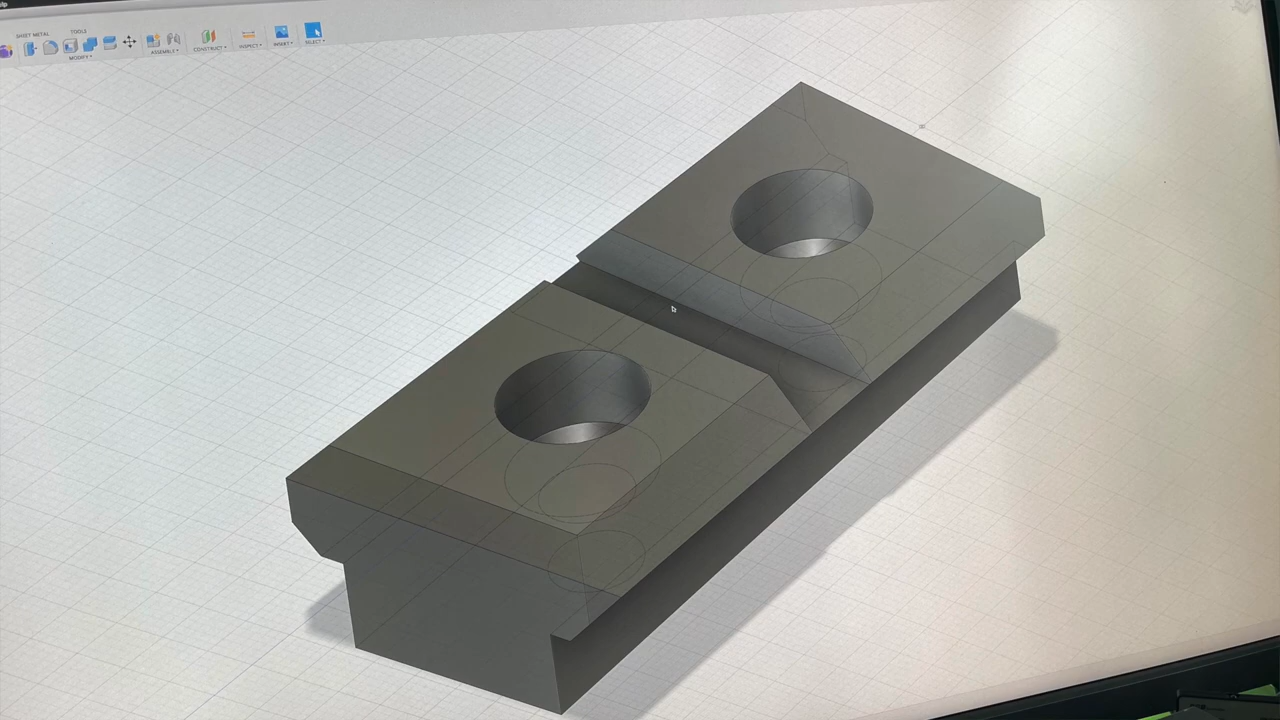 SHEET METAL
TOOLS
MODIFY
ASSEMBLE
CONSTRUCT
INSPECT
INSERT
SELECT